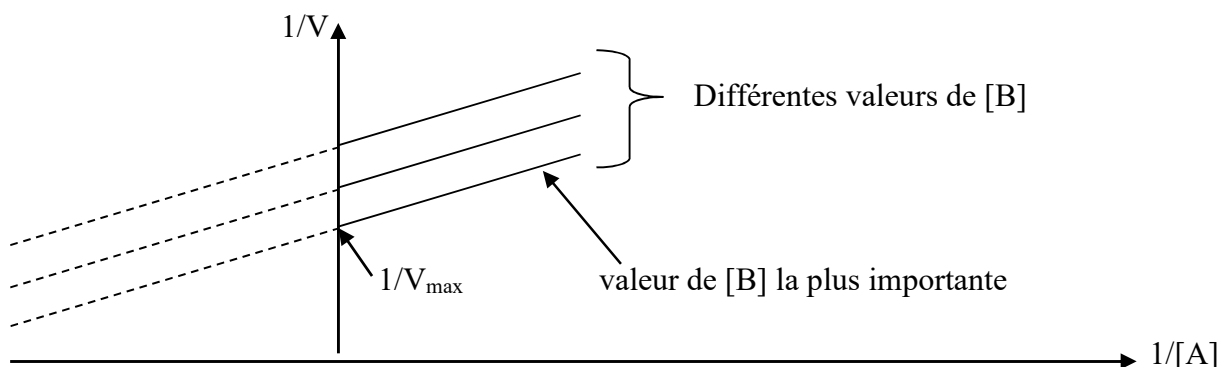 1/V
Différentes valeurs de [B]
1/Vmax
valeur de [B] la plus importante
1/[A]